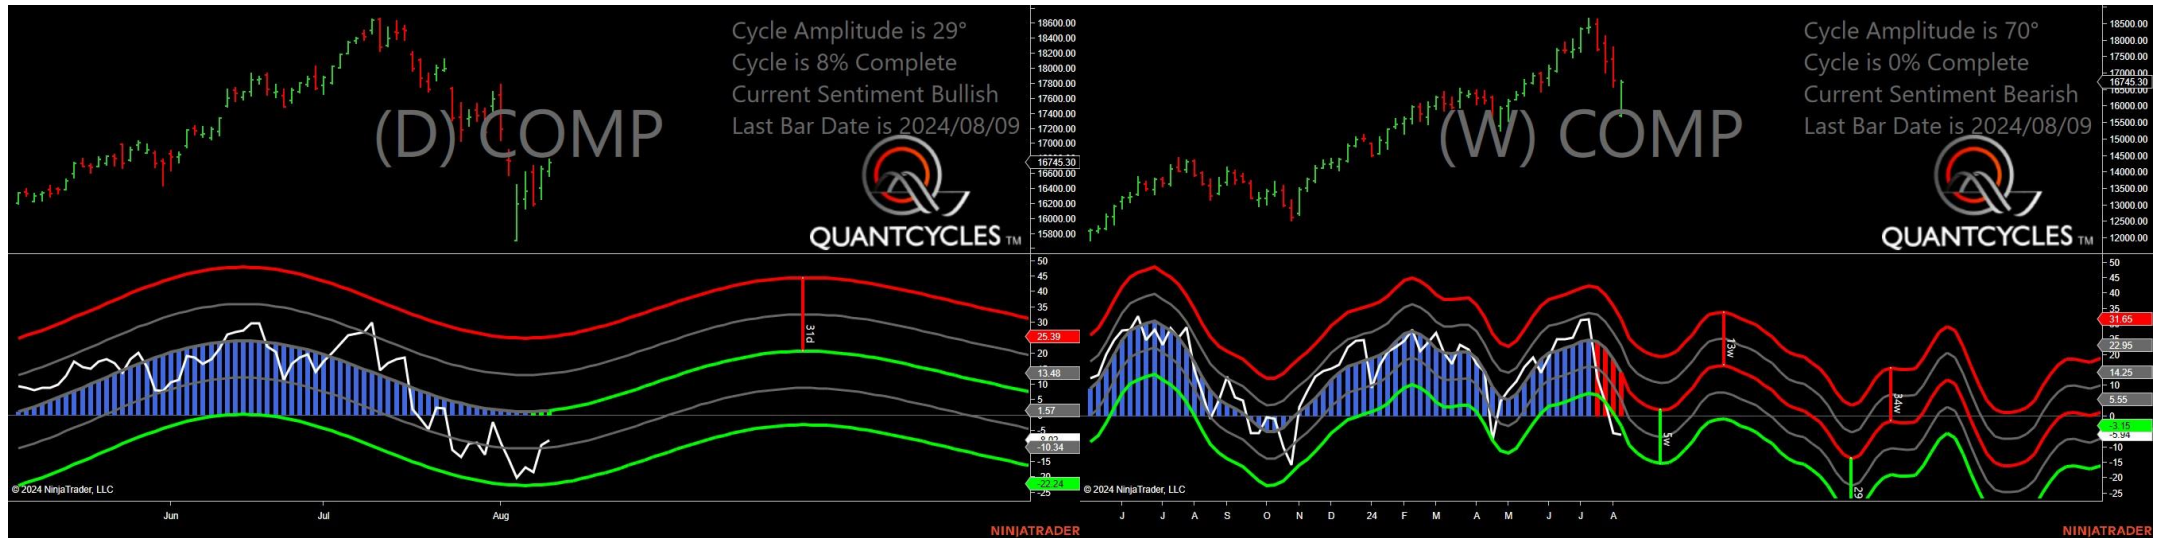 Cycle Amplitude is 29°
Cycle is 8% Complete
Current Sentiment Bullish
Last Bar Date is 2024/08/09
(D) COMP
QUANTCYCLES TM
18600.00
18400.00
18200.00
18000.00
17800.00
17600.00
17400.00
17200.00
17000.00
16745.30
16600.00
16400.00
16200.00
16000.00
15800.00
50
45
40
35
30
25.39
20
13.48
10
5
1.57
-5
-10.34
-15
-22.24
-25
31d
© 2024 NinjaTrader, LLC
Jun
Jul
Aug
NINJATRADER
Cycle Amplitude is 70°
Cycle is 0% Complete
Current Sentiment Bearish
Last Bar Date is 2024/08/09
(W) COMP
QUANTCYCLES TM
18500.00
18000.00
17500.00
17000.00
16745.30
16500.00
16000.00
15500.00
15000.00
14500.00
14000.00
13500.00
13000.00
12500.00
12000.00
50
45
40
35
31.65
22.95
20
14.25
10
5.55
0
-3.15
-5.94
-10
-15
-20
-25
5w
13w
29
34w
© 2024 NinjaTrader, LLC
J J A S O N D 24 F M A M J J A
NINJATRADER